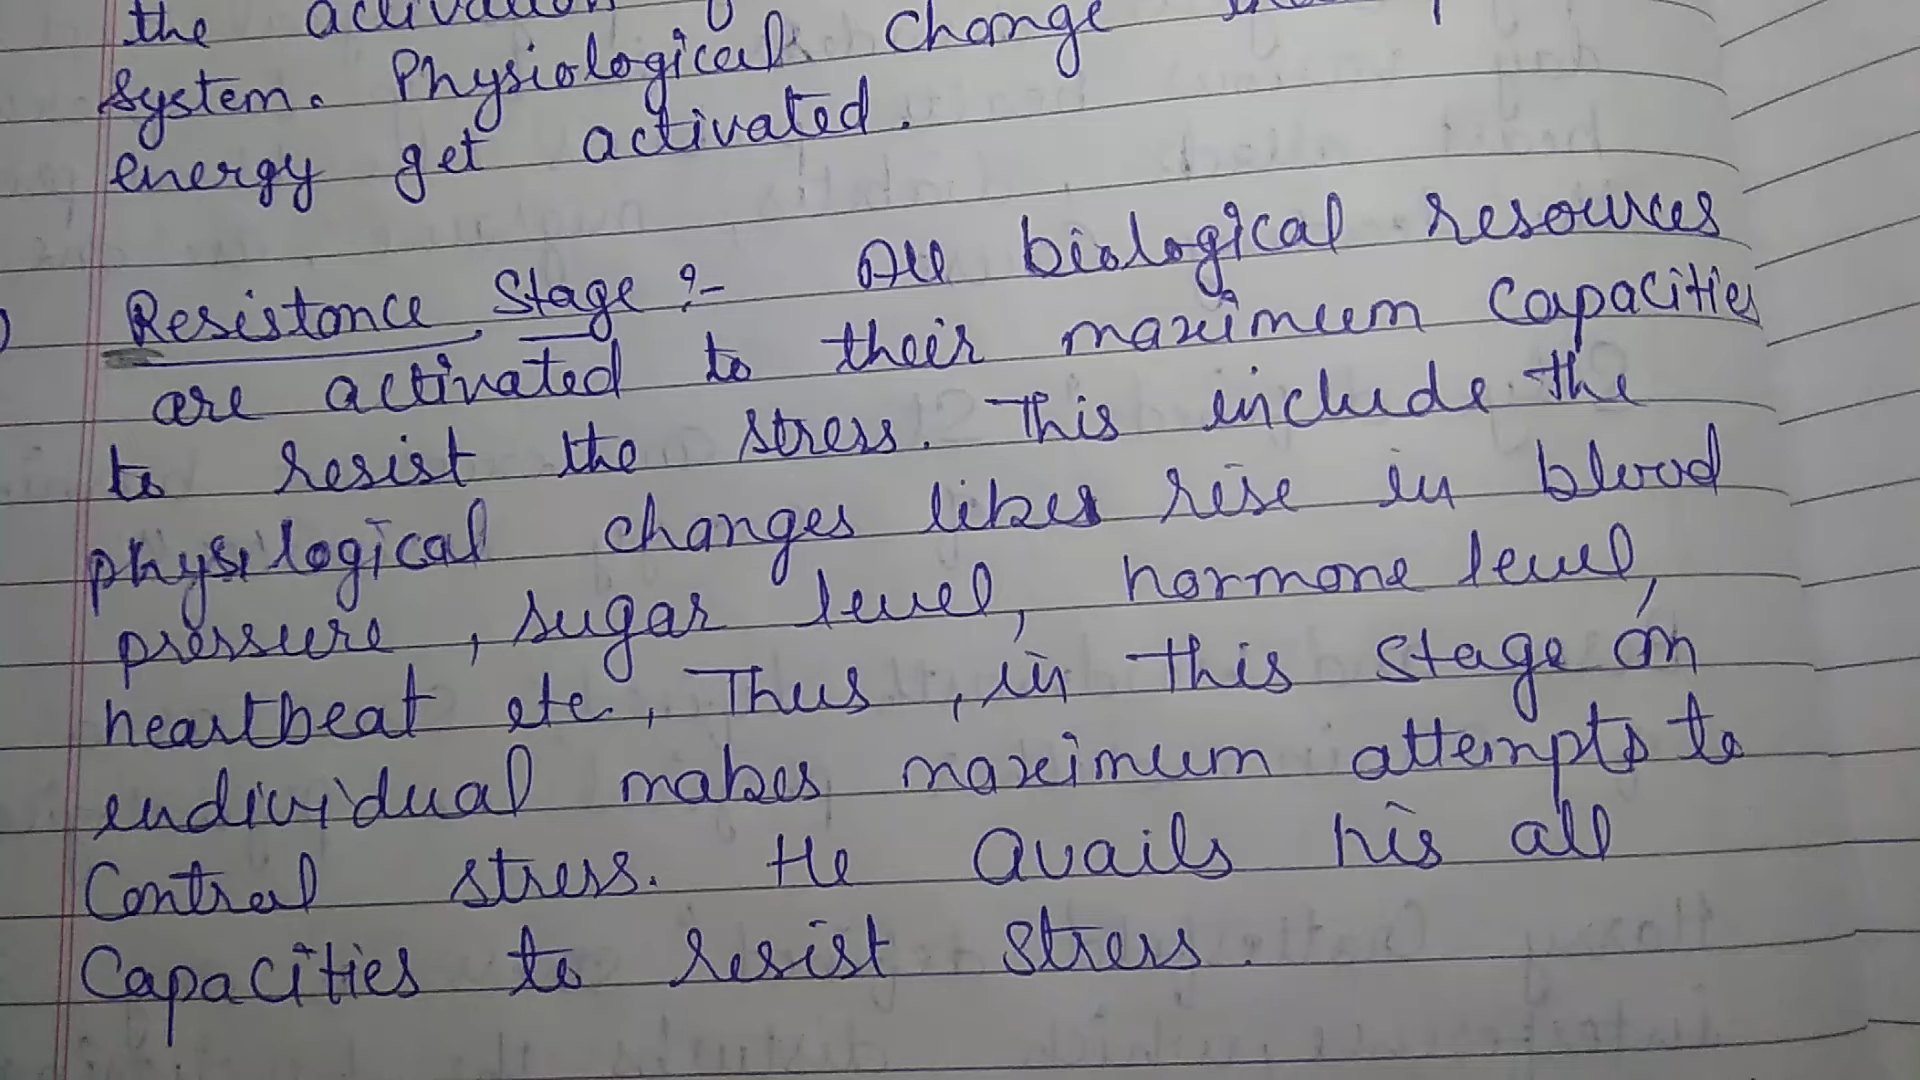 the activation
system. Physiological change
energy get activated.
Resistance Stage :- All biological resources
are activated to their maximum capacities
to resist the stress. This include the
physilogical changes likes rise in blood
pressure, sugar level, hormone level,
heartbeat etc, Thus, in this stage an
individual makes maximum attempts to
Control stress. He avails his all
Capacities to resist stress.